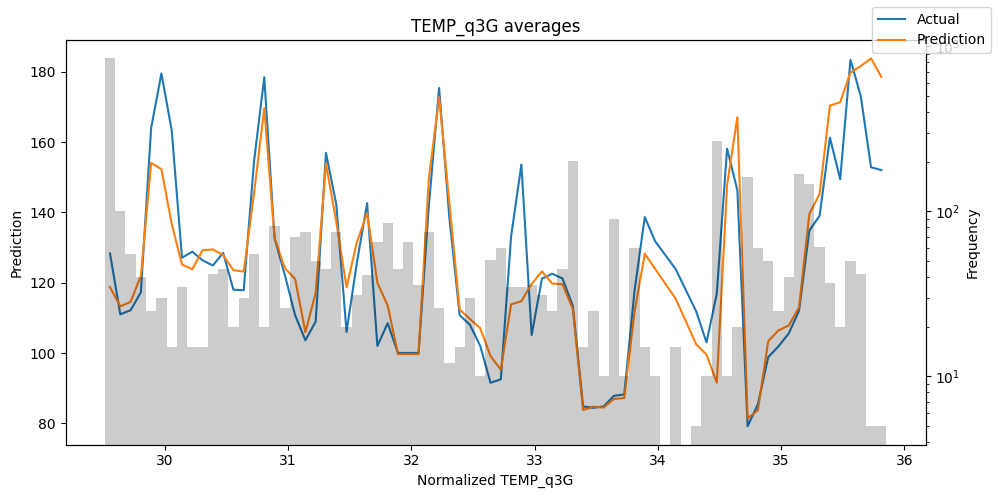 TEMP_q3G averages
Actual
Prediction
180
160
140
120
100
80
Prediction
10³
10²
10¹
Frequency
30 31 32 33 34 35 36
Normalized TEMP_q3G